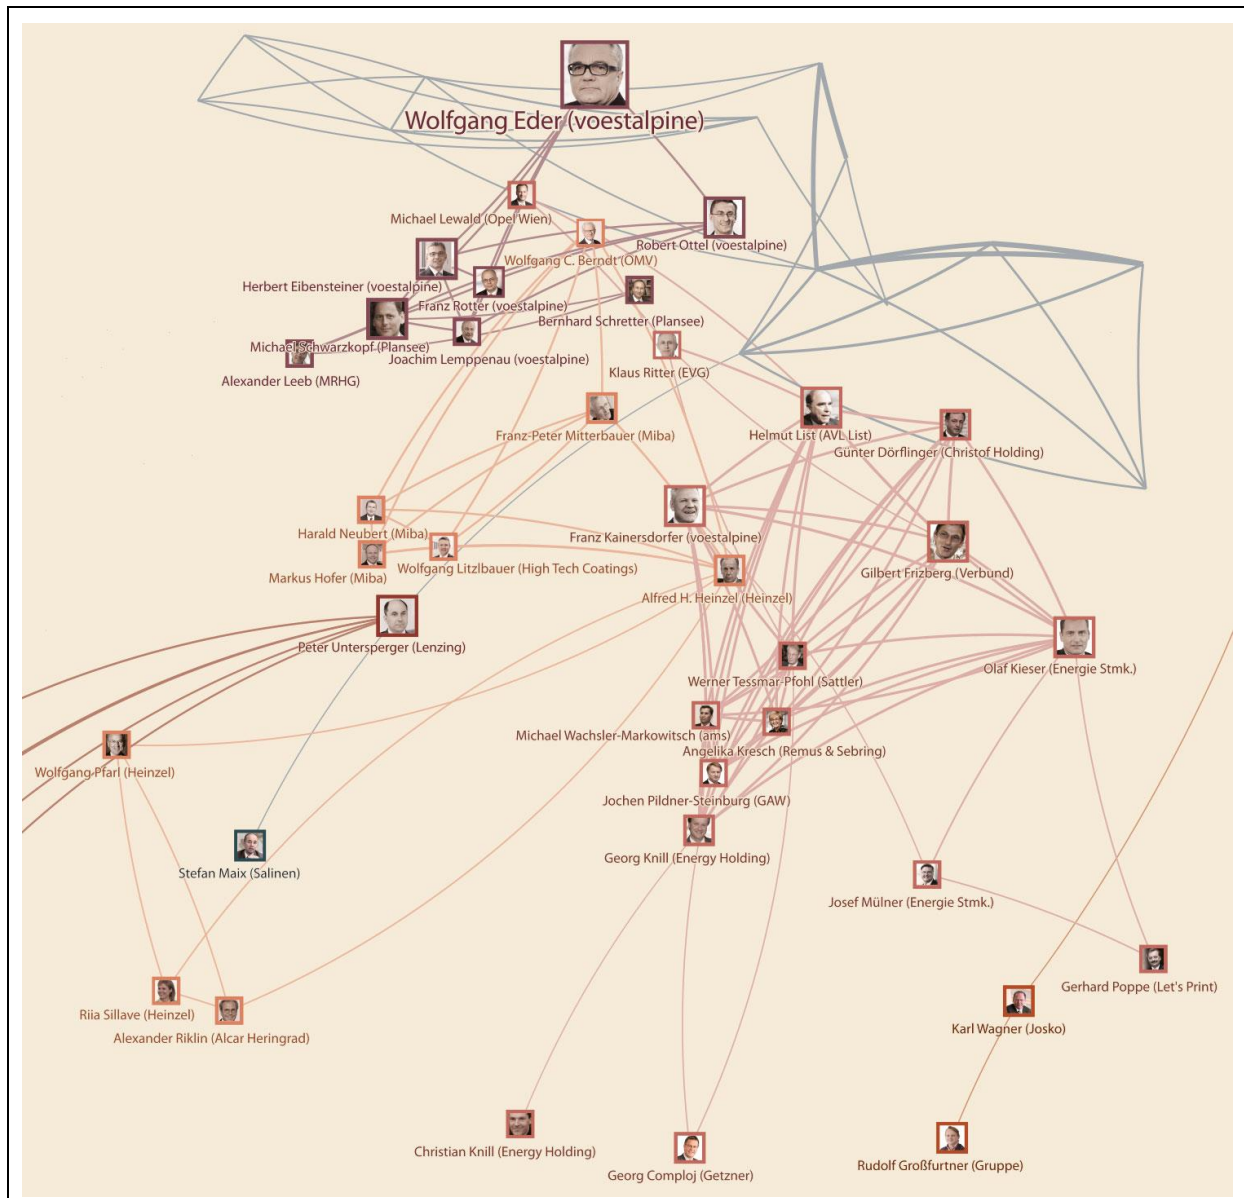 Wolfgang Eder (voestalpine)
Michael Lewald (Opel Wien)
Robert Ottel (voestalpine)
Wolfgang C. Berndt (OMV)
Herbert Eibensteiner (voestalpine)
Franz Rotter (voestalpine)
Bernhard Schretter (Plansee)
Michael Schwarzkopf (Plansee)
Joachim Lemppenau (voestalpine)
Klaus Ritter (EVG)
Alexander Leeb (MRHG)
Franz-Peter Mitterbauer (Miba)
Helmut List (AVL List)
Günter Dörflinger (Christof Holding)
Harald Neubert (Miba)
Franz Kainersdorfer (voestalpine)
Wolfgang Litzlbauer (High Tech Coatings)
Markus Hofer (Miba)
Gilbert Frizberg (Verbund)
Alfred H. Heinzel (Heinzel)
Peter Untersperger (Lenzing)
Olaf Kieser (Energie Stmk.)
Werner Tessmar-Pfohl (Sattler)
Michael Wachsler-Markowitsch (ams)
Angelika Kresch (Remus & Sebring)
Wolfgang Pfarl (Heinzel)
Jochen Pildner-Steinburg (GAW)
Georg Knill (Energy Holding)
Stefan Maix (Salinen)
Josef Mülner (Energie Stmk.)
Gerhard Poppe (Let's Print)
Riia Sillave (Heinzel)
Karl Wagner (Josko)
Alexander Riklin (Alcar Heringrad)
Christian Knill (Energy Holding)
Rudolf Großfurtner (Gruppe)
Georg Comploj (Getzner)